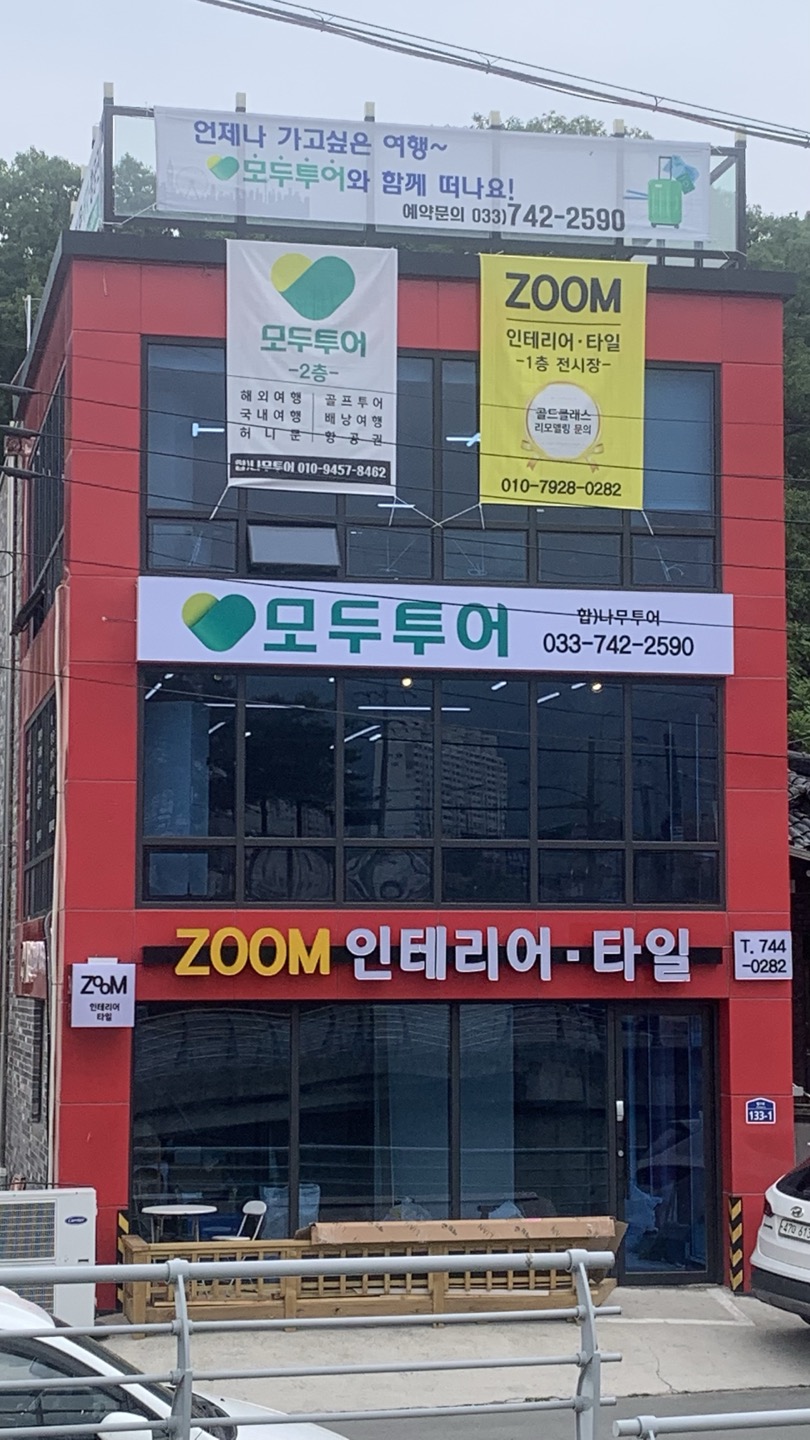 언제나 가고싶은 여행~
모두투어와 함께 떠나요!
예약문의 033)742-2590
모두투어
-2층-
해외여행 골프투어
국내여행 배낭여행
허니문 항공권
합)나무투어 010-9457-8462
ZOOM
인테리어·타일
-1층 전시장-
골드클래스
리모델링 문의
010-7928-0282
모두투어
합)나무투어
033-742-2590
ZOOM 인테리어·타일
T. 744
-0282
ZOOM
인테리어
타일
133-1